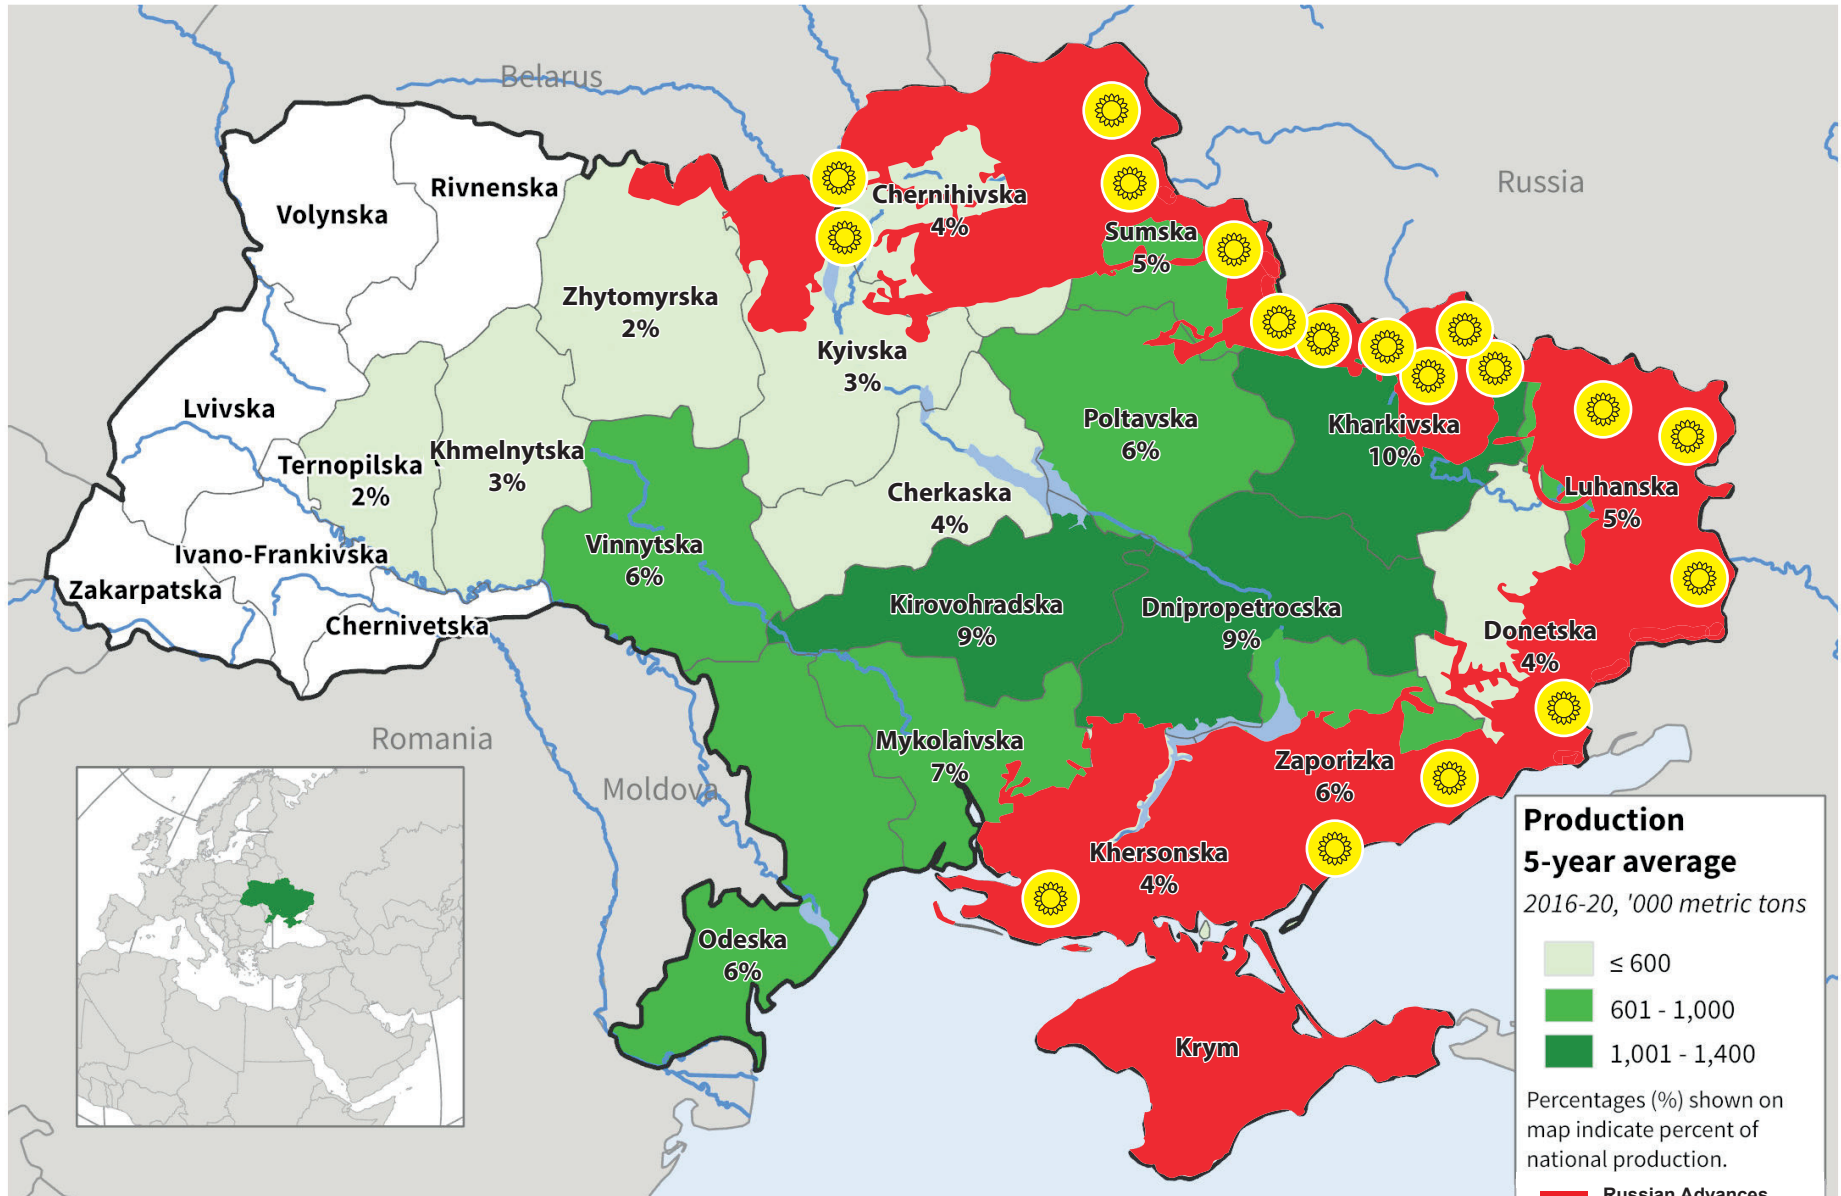 Belarus
Russia
Volynska
Rivnenska
Chernihivska
4%
Sumska
5%
Zhytomyrska
2%
Kyivska
3%
Lvivska
Poltavska
6%
Kharkivska
10%
Ternopilska
2%
Khmelnytska
3%
Cherkaska
4%
Luhanska
5%
Ivano-Frankivska
Vinnytska
6%
Zakarpatska
Chernivetska
Kirovohradska
9%
Dnipropetrocska
9%
Donetska
4%
Romania
Moldova
Mykolaivska
7%
Zaporizka
6%
Khersonska
4%
Odeska
6%
Krym
Production
5-year average
2016-20, '000 metric tons
≤ 600
601 - 1,000
1,001 - 1,400
Percentages (%) shown on
map indicate percent of
national production.
Russian Advances